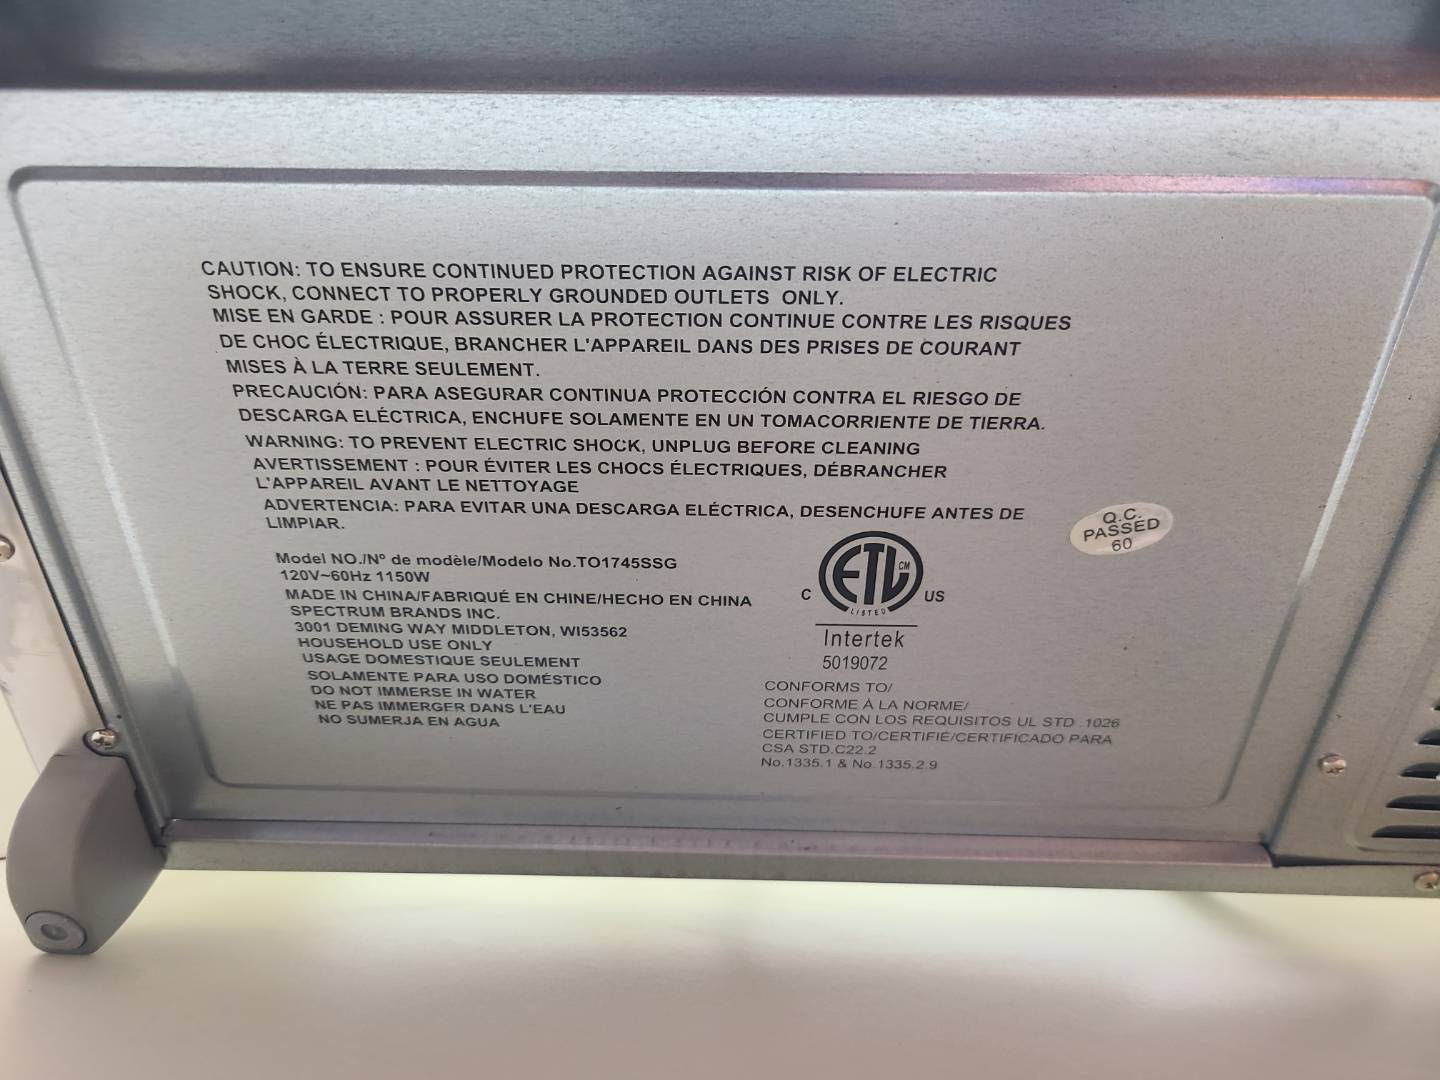 CAUTION: TO ENSURE CONTINUED PROTECTION AGAINST RISK OF ELECTRIC
SHOCK, CONNECT TO PROPERLY GROUNDED OUTLETS ONLY.
MISE EN GARDE : POUR ASSURER LA PROTECTION CONTINUE CONTRE LES RISQUES
DE CHOC ÉLECTRIQUE, BRANCHER L'APPAREIL DANS DES PRISES DE COURANT
MISES À LA TERRE SEULEMENT.
PRECAUCIÓN: PARA ASEGURAR CONTINUA PROTECCIÓN CONTRA EL RIESGO DE
DESCARGA ELÉCTRICA, ENCHUFE SOLAMENTE EN UN TOMACORRIENTE DE TIERRA.
WARNING: TO PREVENT ELECTRIC SHOCK, UNPLUG BEFORE CLEANING
AVERTISSEMENT : POUR ÉVITER LES CHOCS ÉLECTRIQUES, DÉBRANCHER
L'APPAREIL AVANT LE NETTOYAGE
ADVERTENCIA: PARA EVITAR UNA DESCARGA ELÉCTRICA, DESENCHUFE ANTES DE
LIMPIAR.
Model NO./Nº de modèle/Modelo No.TO1745SSG
120V~60Hz 1150W
MADE IN CHINA/FABRIQUÉ EN CHINE/HECHO EN CHINA
SPECTRUM BRANDS INC.
3001 DEMING WAY MIDDLETON, WI53562
HOUSEHOLD USE ONLY
USAGE DOMESTIQUE SEULEMENT
SOLAMENTE PARA USO DOMÉSTICO
DO NOT IMMERSE IN WATER
NE PAS IMMERGER DANS L'EAU
NO SUMERJA EN AGUA
Q.C.
PASSED
60
ETL CM
LISTED
C US
Intertek
5019072
CONFORMS TO/
CONFORME À LA NORME/
CUMPLE CON LOS REQUISITOS UL STD .1026
CERTIFIED TO/CERTIFIÉ/CERTIFICADO PARA
CSA STD.C22.2
No.1335.1 & No.1335.2.9